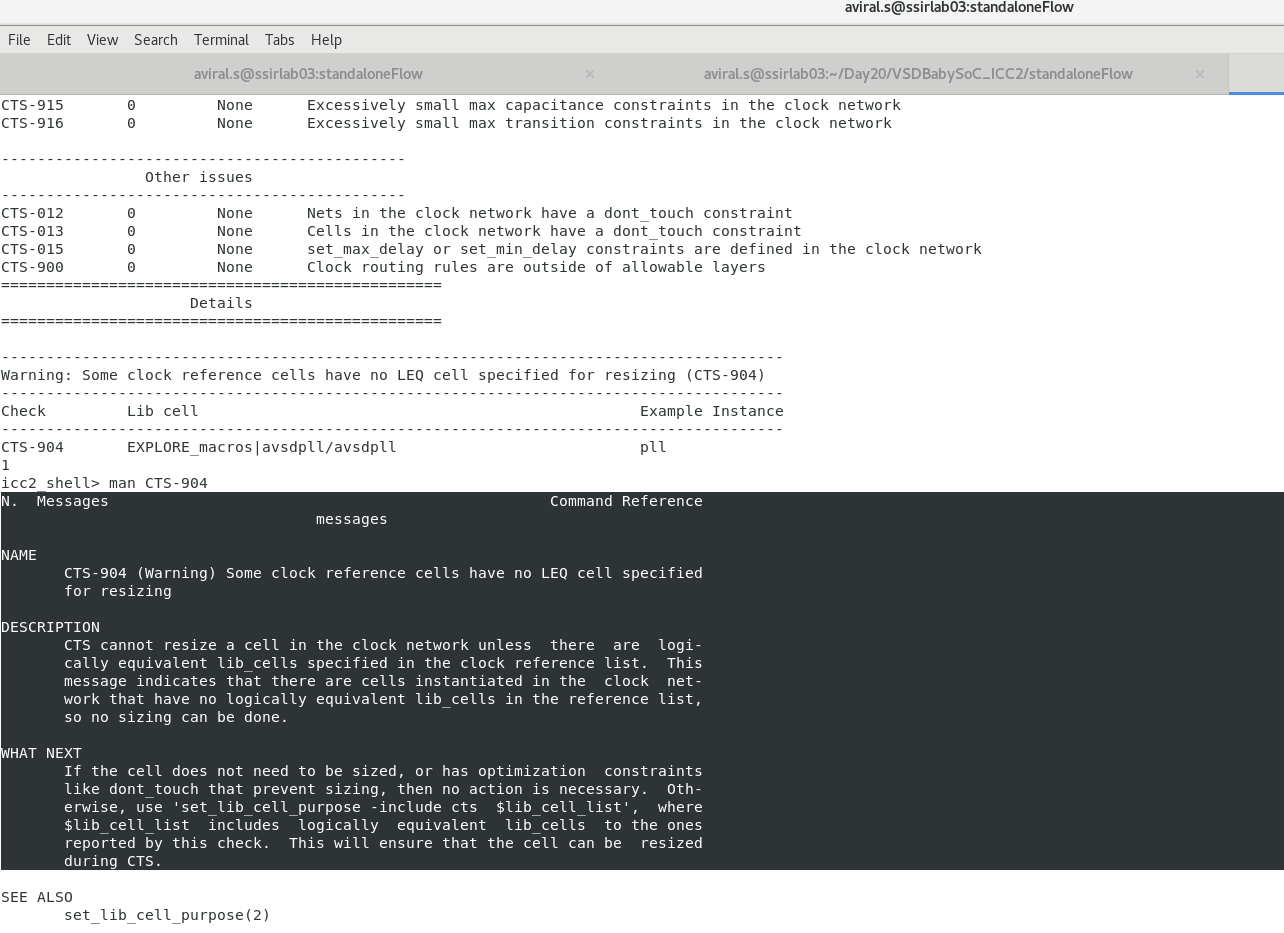 aviral.s@ssirlab03:standaloneFlow
File Edit View Search Terminal Tabs Help
aviral.s@ssirlab03:standaloneFlow × aviral.s@ssirlab03:~/Day20/VSDBabySoC_ICC2/standaloneFlow ×
CTS-915 0 None Excessively small max capacitance constraints in the clock network
CTS-916 0 None Excessively small max transition constraints in the clock network
---------------------------------------------
Other issues
---------------------------------------------
CTS-012 0 None Nets in the clock network have a dont_touch constraint
CTS-013 0 None Cells in the clock network have a dont_touch constraint
CTS-015 0 None set_max_delay or set_min_delay constraints are defined in the clock network
CTS-900 0 None Clock routing rules are outside of allowable layers
=================================================
Details
=================================================
---------------------------------------------------------------------------------------
Warning: Some clock reference cells have no LEQ cell specified for resizing (CTS-904)
---------------------------------------------------------------------------------------
Check Lib cell Example Instance
---------------------------------------------------------------------------------------
CTS-904 EXPLORE_macros|avsdpll/avsdpll pll
1
icc2_shell> man CTS-904
N. Messages Command Reference
messages
NAME
CTS-904 (Warning) Some clock reference cells have no LEQ cell specified
for resizing
DESCRIPTION
CTS cannot resize a cell in the clock network unless there are logi-
cally equivalent lib_cells specified in the clock reference list. This
message indicates that there are cells instantiated in the clock net-
work that have no logically equivalent lib_cells in the reference list,
so no sizing can be done.
WHAT NEXT
If the cell does not need to be sized, or has optimization constraints
like dont_touch that prevent sizing, then no action is necessary. Oth-
erwise, use 'set_lib_cell_purpose -include cts $lib_cell_list', where
$lib_cell_list includes logically equivalent lib_cells to the ones
reported by this check. This will ensure that the cell can be resized
during CTS.
SEE ALSO
set_lib_cell_purpose(2)